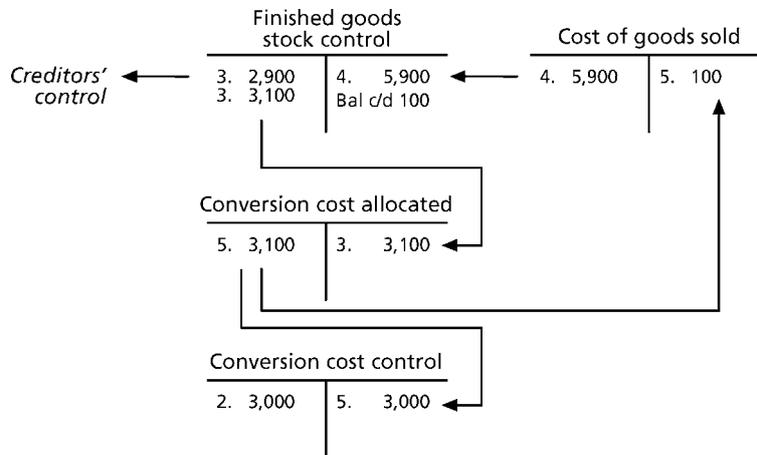 Finished goods
stock control
Cost of goods sold
Creditors'
control
3. 2,900 4. 5,900
3. 3,100 Bal c/d 100
4. 5,900 5. 100
Conversion cost allocated
5. 3,100 3. 3,100
Conversion cost control
2. 3,000 5. 3,000